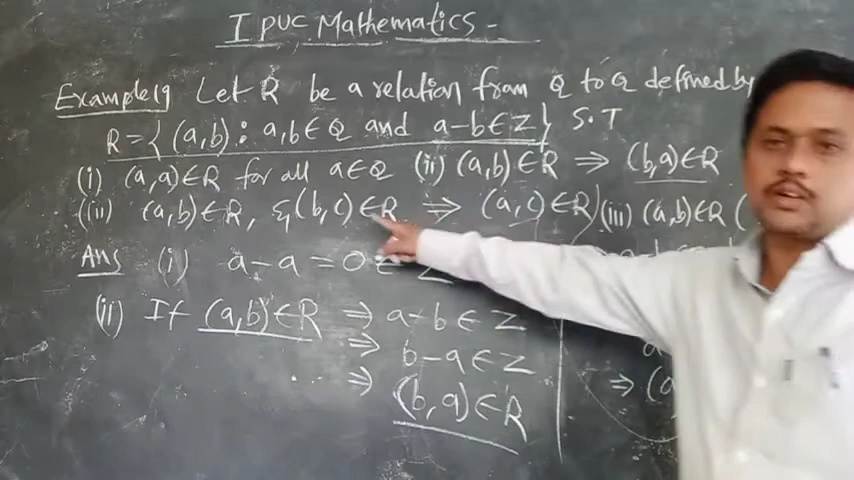 I PUC Mathematics -
Example 19 Let R be a relation from Q to Q defined by
R = { (a,b) : a,b ∈ Q and a-b ∈ Z } S.T
(i) (a,a) ∈ R for all a ∈ Q (ii) (a,b) ∈ R ⇒ (b,a) ∈ R
(iii) (a,b) ∈ R, & (b,c) ∈ R ⇒ (a,c) ∈ R
Ans (i) a-a = 0 ∈ Z
(ii) If (a,b) ∈ R ⇒ a-b ∈ Z
⇒ b-a ∈ Z
⇒ (b,a) ∈ R
(iii) (a,b) ∈ R (
⇒ (a